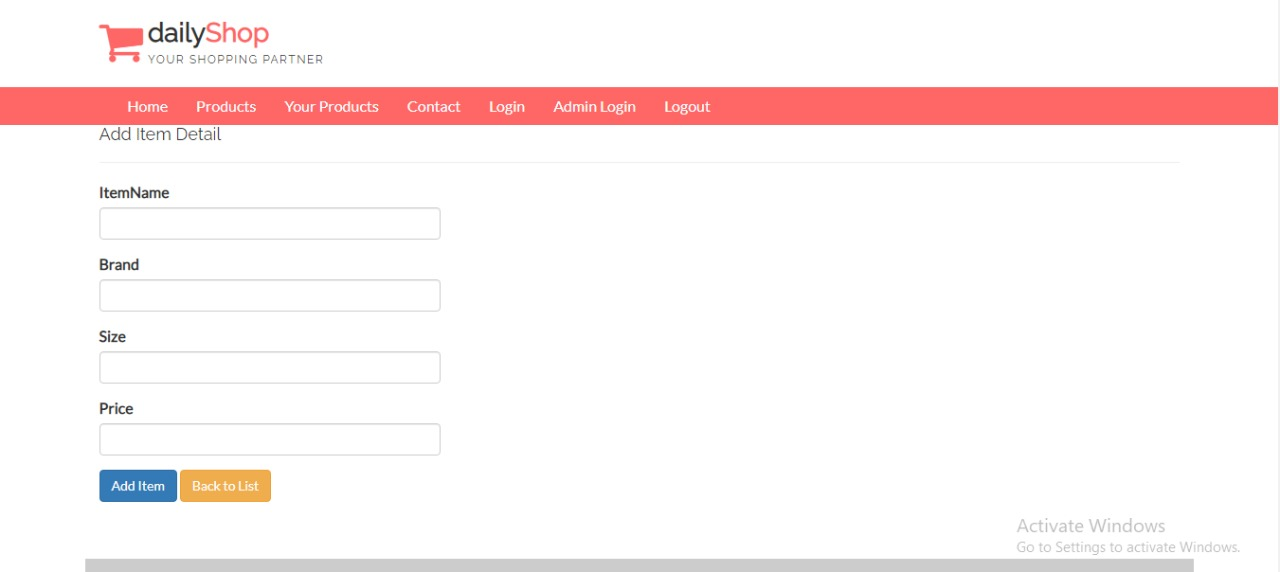 dailyShop
YOUR SHOPPING PARTNER
Home Products Your Products Contact Login Admin Login Logout
Add Item Detail
ItemName
Brand
Size
Price
Add Item Back to List
Activate Windows
Go to Settings to activate Windows.